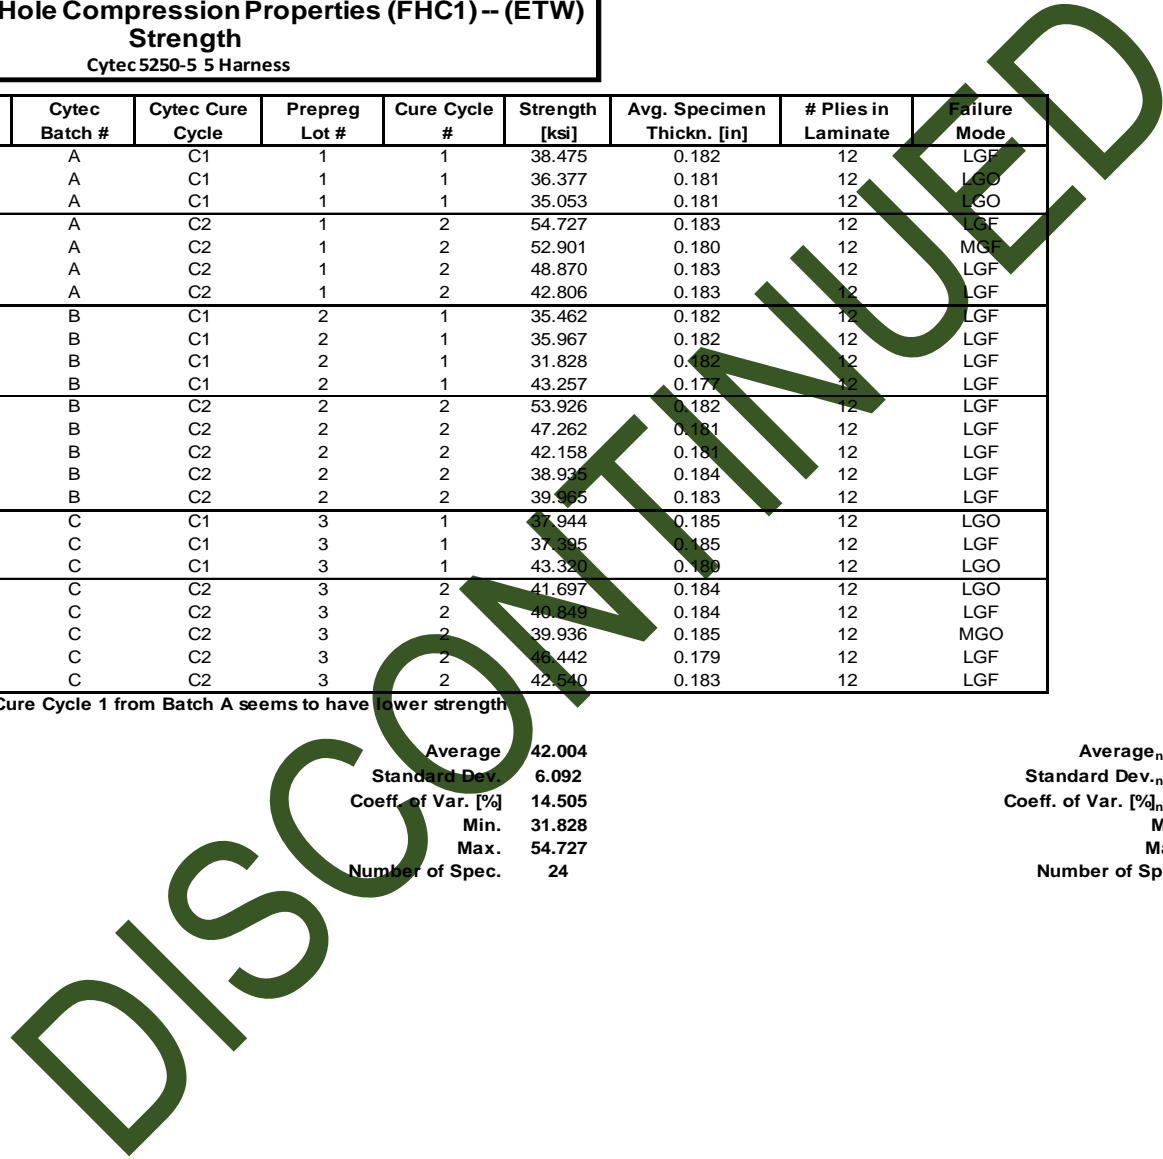 Hole Compression Properties (FHC1) -- (ETW)
Strength
Cytec 5250-5 5 Harness
Cytec Cytec Cure Prepreg Cure Cycle Strength Avg. Specimen # Plies in Failure
Batch # Cycle Lot # # [ksi] Thickn. [in] Laminate Mode
A C1 1 1 38.475 0.182 12 LGF
A C1 1 1 36.377 0.181 12 LGO
A C1 1 1 35.053 0.181 12 LGO
A C2 1 2 54.727 0.183 12 LGF
A C2 1 2 52.901 0.180 12 MGF
A C2 1 2 48.870 0.183 12 LGF
A C2 1 2 42.806 0.183 12 LGF
B C1 2 1 35.462 0.182 12 LGF
B C1 2 1 35.967 0.182 12 LGF
B C1 2 1 31.828 0.182 12 LGF
B C1 2 1 43.257 0.177 12 LGF
B C2 2 2 53.926 0.182 12 LGF
B C2 2 2 47.262 0.181 12 LGF
B C2 2 2 42.158 0.181 12 LGF
B C2 2 2 38.935 0.184 12 LGF
B C2 2 2 39.965 0.183 12 LGF
C C1 3 1 37.944 0.185 12 LGO
C C1 3 1 37.395 0.185 12 LGF
C C1 3 1 43.320 0.180 12 LGO
C C2 3 2 41.697 0.184 12 LGO
C C2 3 2 40.849 0.184 12 LGF
C C2 3 2 39.936 0.185 12 MGO
C C2 3 2 46.442 0.179 12 LGF
C C2 3 2 42.540 0.183 12 LGF
Cure Cycle 1 from Batch A seems to have lower strength
Average 42.004 Average n
Standard Dev. 6.092 Standard Dev. n
Coeff. of Var. [%] 14.505 Coeff. of Var. [%] n
Min. 31.828
Max. 54.727
Number of Spec. 24 Number of
DISCONTINUED